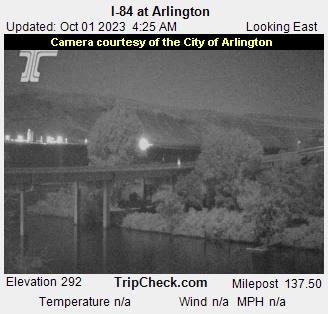 I-84 at Arlington
Updated: Oct 01 2023 4:25 AM Looking East
Camera courtesy of the City of Arlington
Elevation 292 TripCheck.com Milepost 137.50
Temperature n/a Wind n/a MPH n/a